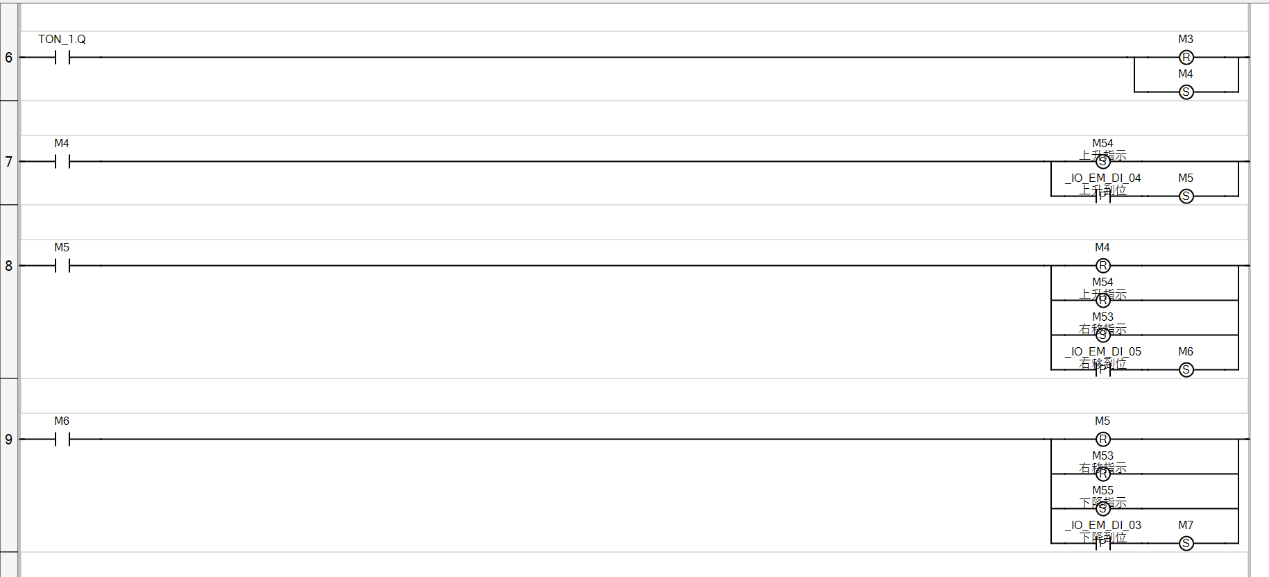 TON_1.Q
M3
6
R
M4
S
M4
M54
上升指示
7
S
_IO_EM_DI_04
M5
上升到位
P
S
M5
M4
8
R
M54
上升指示
R
M53
右移指示
S
_IO_EM_DI_05
M6
右移到位
P
S
M6
M5
9
R
M53
右移指示
R
M55
下降指示
S
_IO_EM_DI_03
M7
下降到位
P
S